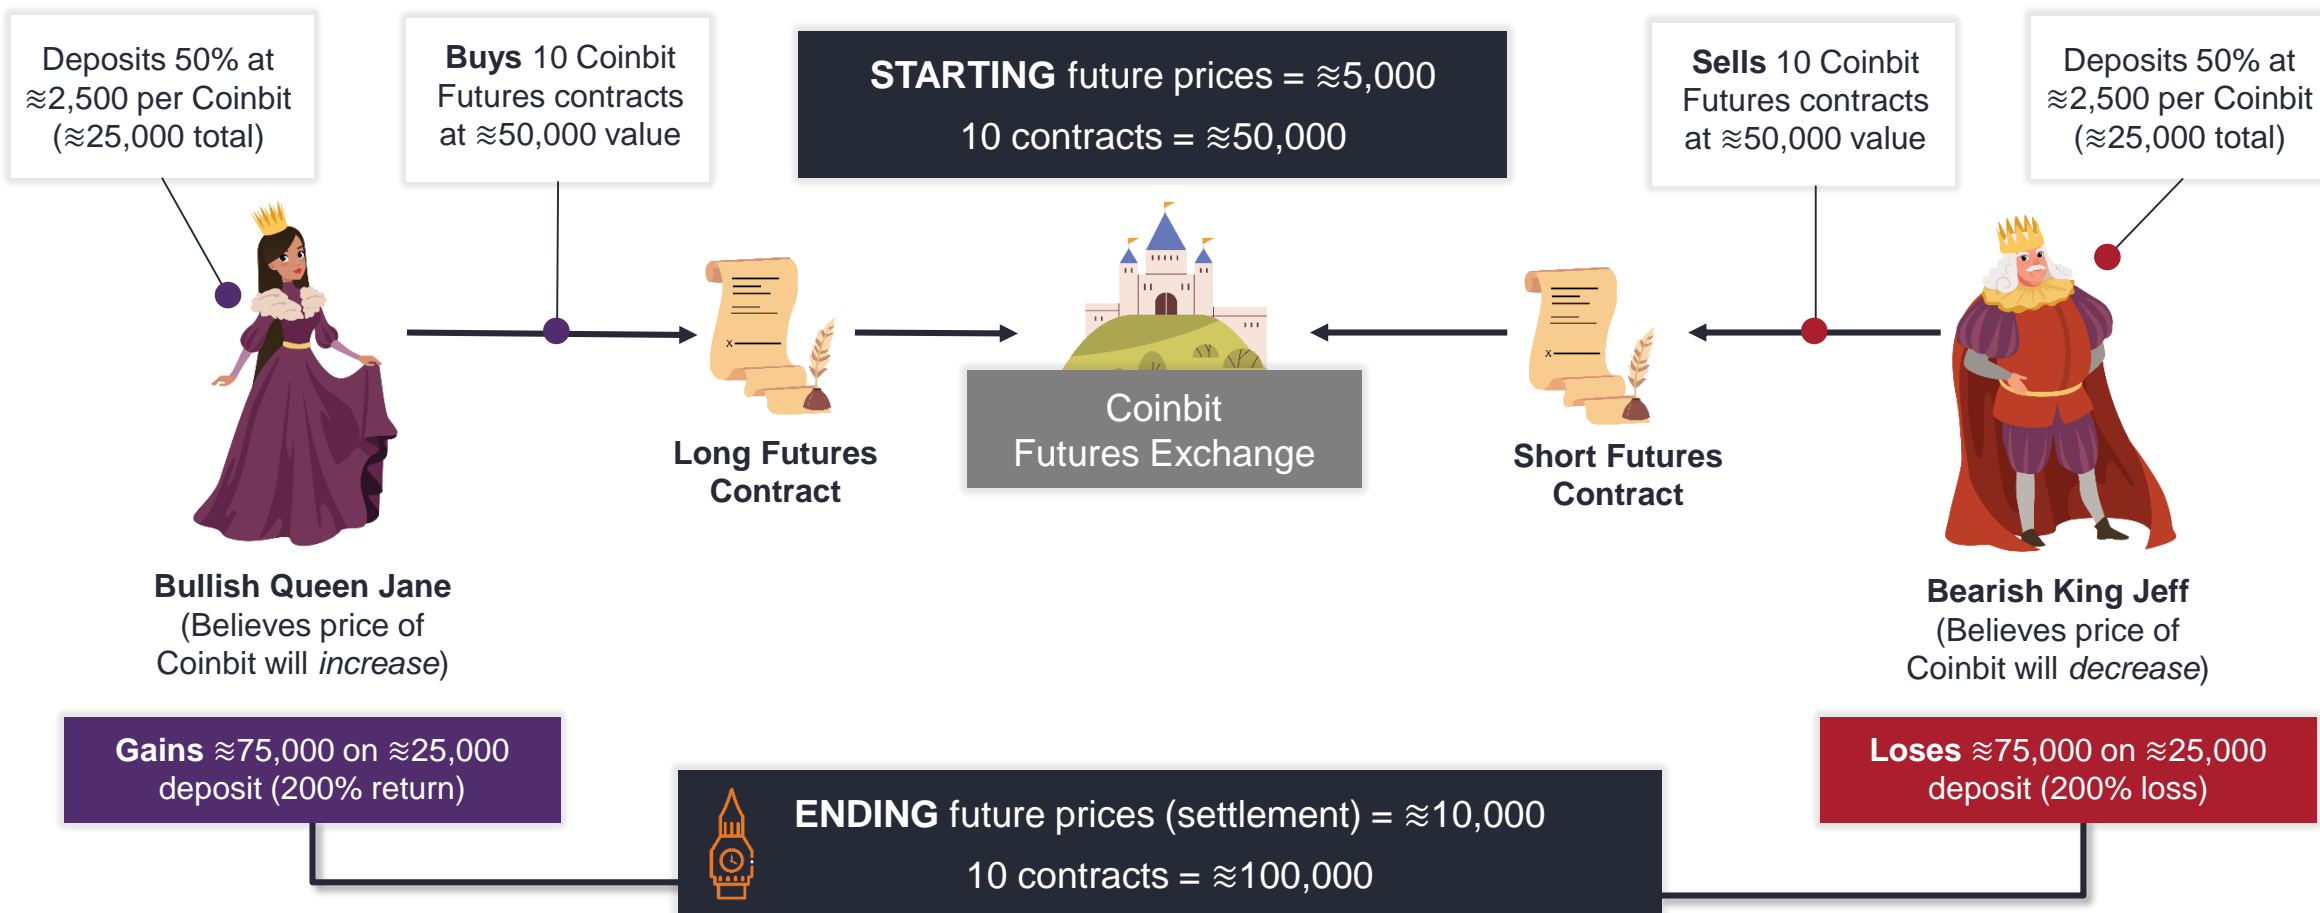 Deposits 50% at
≋2,500 per Coinbit
(≋25,000 total)
Buys 10 Coinbit
Futures contracts
at ≋50,000 value
STARTING future prices = ≋5,000
10 contracts = ≋50,000
Sells 10 Coinbit
Futures contracts
at ≋50,000 value
Deposits 50% at
≋2,500 per Coinbit
(≋25,000 total)
x
x
Long Futures
Contract
Coinbit
Futures Exchange
Short Futures
Contract
Bullish Queen Jane
(Believes price of
Coinbit will increase)
Bearish King Jeff
(Believes price of
Coinbit will decrease)
Gains ≋75,000 on ≋25,000
deposit (200% return)
Loses ≋75,000 on ≋25,000
deposit (200% loss)
ENDING future prices (settlement) = ≋10,000
10 contracts = ≋100,000